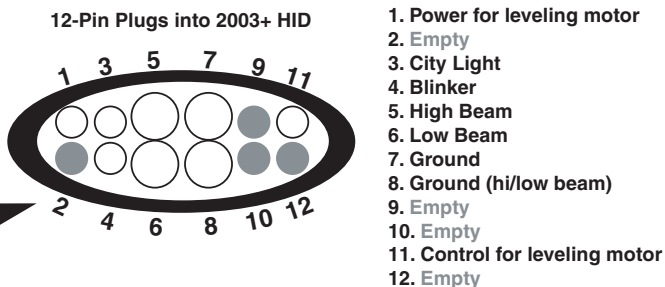 12-Pin Plugs into 2003+ HID
1 3 5 7 9 11
2 4 6 8 10 12
1. Power for leveling motor
2. Empty
3. City Light
4. Blinker
5. High Beam
6. Low Beam
7. Ground
8. Ground (hi/low beam)
9. Empty
10. Empty
11. Control for leveling motor
12. Empty